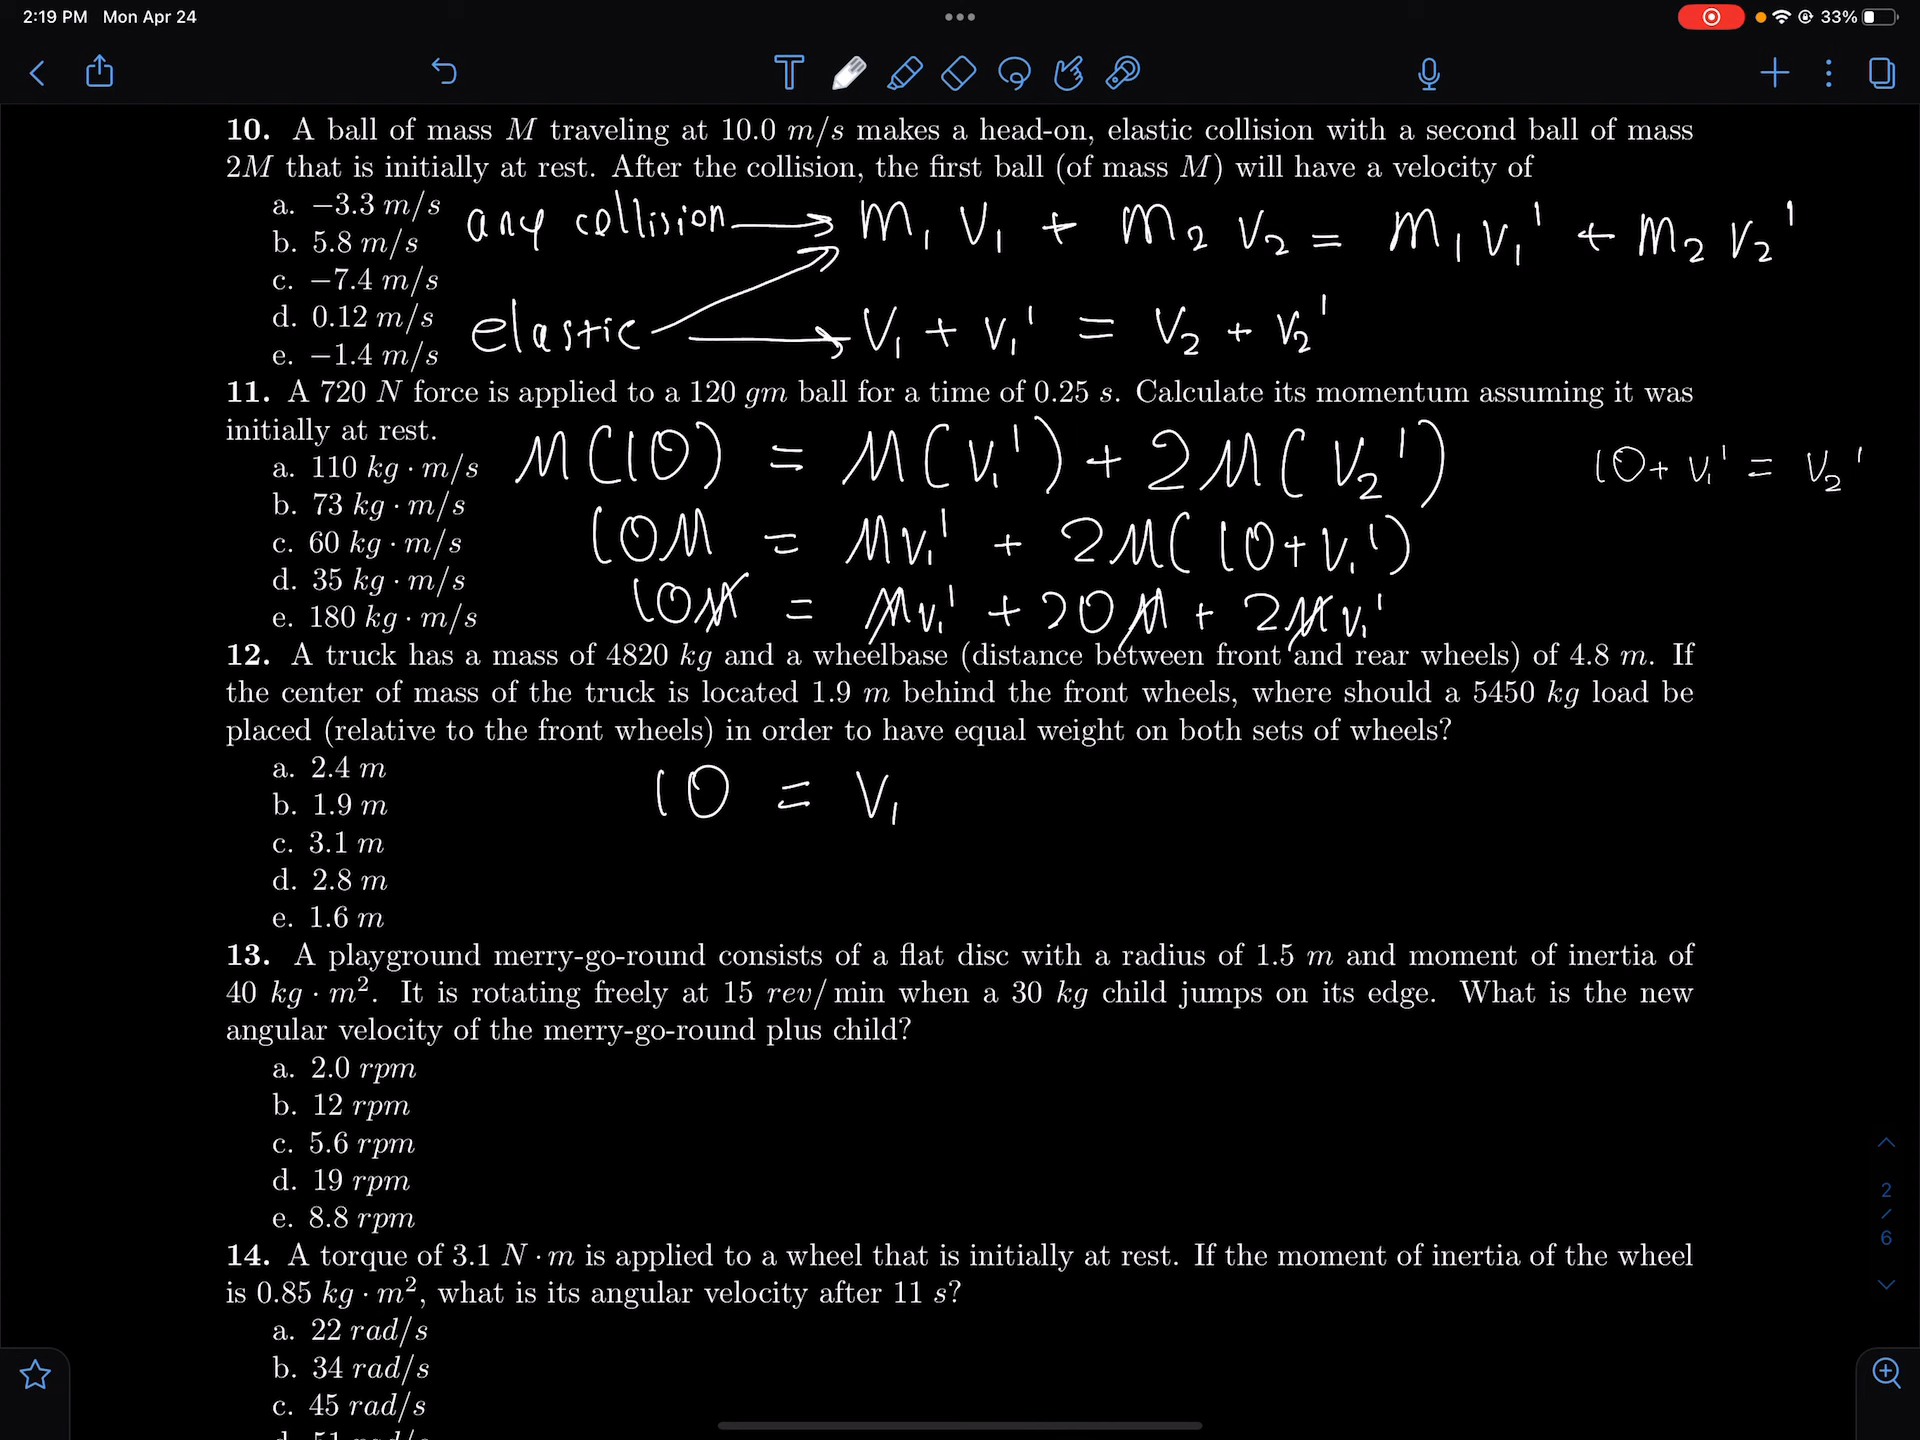 2:19 PM Mon Apr 24
33%
10. A ball of mass M traveling at 10.0 m/s makes a head-on, elastic collision with a second ball of mass
2M that is initially at rest. After the collision, the first ball (of mass M) will have a velocity of
a. −3.3 m/s
b. 5.8 m/s
c. −7.4 m/s
d. 0.12 m/s
e. −1.4 m/s
any collision → m₁ v₁ + m₂ v₂ = m₁ v₁' + m₂ v₂'
elastic → v₁ + v₁' = v₂ + v₂'
11. A 720 N force is applied to a 120 gm ball for a time of 0.25 s. Calculate its momentum assuming it was
initially at rest.
a. 110 kg · m/s
b. 73 kg · m/s
c. 60 kg · m/s
d. 35 kg · m/s
e. 180 kg · m/s
M(10) = M(v₁') + 2M(v₂')
10 + v₁' = v₂'
10M = Mv₁' + 2M(10+v₁')
10M = Mv₁' + 20M + 2Mv₁'
12. A truck has a mass of 4820 kg and a wheelbase (distance between front and rear wheels) of 4.8 m. If
the center of mass of the truck is located 1.9 m behind the front wheels, where should a 5450 kg load be
placed (relative to the front wheels) in order to have equal weight on both sets of wheels?
a. 2.4 m
b. 1.9 m
c. 3.1 m
d. 2.8 m
e. 1.6 m
10 = v₁
13. A playground merry-go-round consists of a flat disc with a radius of 1.5 m and moment of inertia of
40 kg · m². It is rotating freely at 15 rev/min when a 30 kg child jumps on its edge. What is the new
angular velocity of the merry-go-round plus child?
a. 2.0 rpm
b. 12 rpm
c. 5.6 rpm
d. 19 rpm
e. 8.8 rpm
2
/
6
14. A torque of 3.1 N · m is applied to a wheel that is initially at rest. If the moment of inertia of the wheel
is 0.85 kg · m², what is its angular velocity after 11 s?
a. 22 rad/s
b. 34 rad/s
c. 45 rad/s